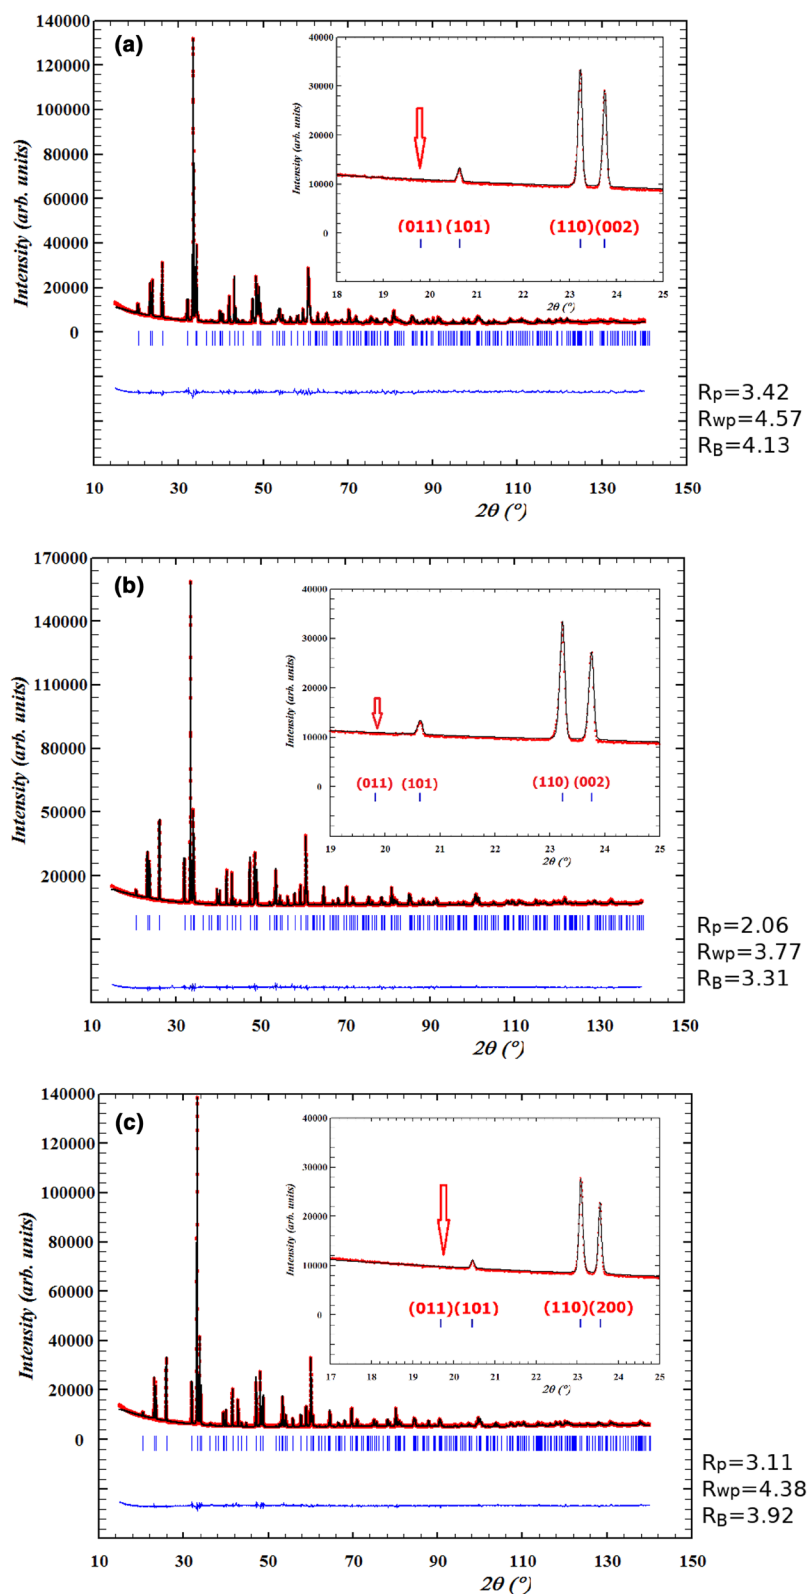 (a)
140000
120000
100000
80000
60000
40000
20000
0
Intensity (arb. units)
10 30 50 70 90 110 130 150
2θ (°)
40000
30000
20000
10000
0
Intensity (arb. units)
(011) (101) (110) (002)
18 19 20 21 22 23 24 25
2θ (°)
Rp=3.42
Rwp=4.57
RB=4.13
(b)
170000
140000
110000
80000
50000
20000
Intensity (arb. units)
10 30 50 70 90 110 130 150
2θ (°)
40000
30000
20000
10000
0
Intensity (arb. units)
(011) (101) (110) (002)
19 20 21 22 23 24 25
2θ (°)
Rp=2.06
Rwp=3.77
RB=3.31
(c)
140000
120000
100000
80000
60000
40000
20000
0
Intensity (arb. units)
10 30 50 70 90 110 130 150
2θ (°)
40000
30000
20000
10000
0
Intensity (arb. units)
(011) (101) (110) (200)
17 18 19 20 21 22 23 24 25
2θ (°)
Rp=3.11
Rwp=4.38
RB=3.92